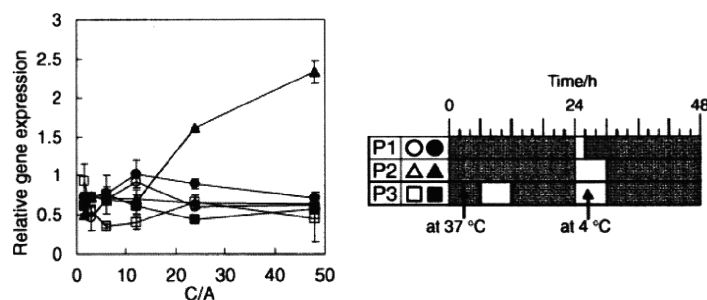 Relative gene expression
3
2.5
2
1.5
1
0.5
0
0 10 20 30 40 50
C/A
Time/h
0 24 48
P1
P2
P3
at 37 °C at 4 °C